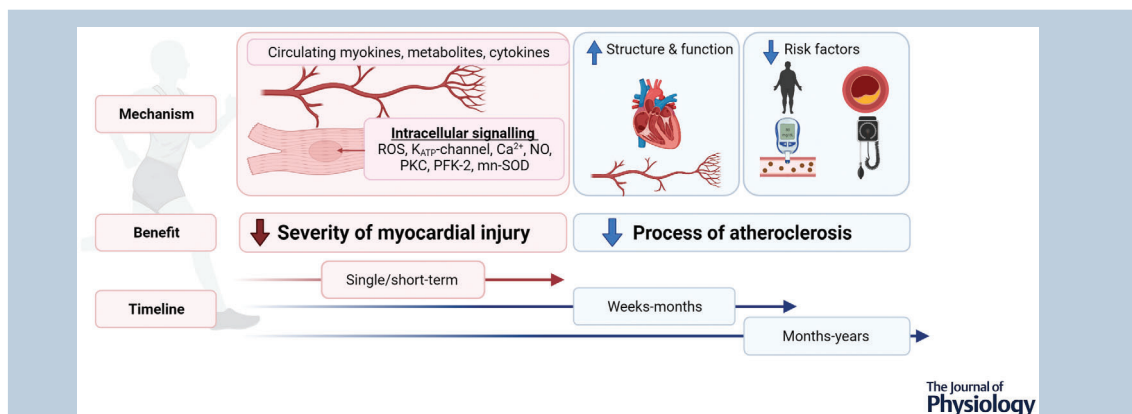 Circulating myokines, metabolites, cytokines
Structure & function
Risk factors
Mechanism
Intracellular signalling
ROS, K_ATP-channel, Ca²⁺, NO,
PKC, PFK-2, mn-SOD
Benefit
Severity of myocardial injury
Process of atheroclerosis
Single/short-term
Timeline
Weeks-months
Months-years
The Journal of
Physiology